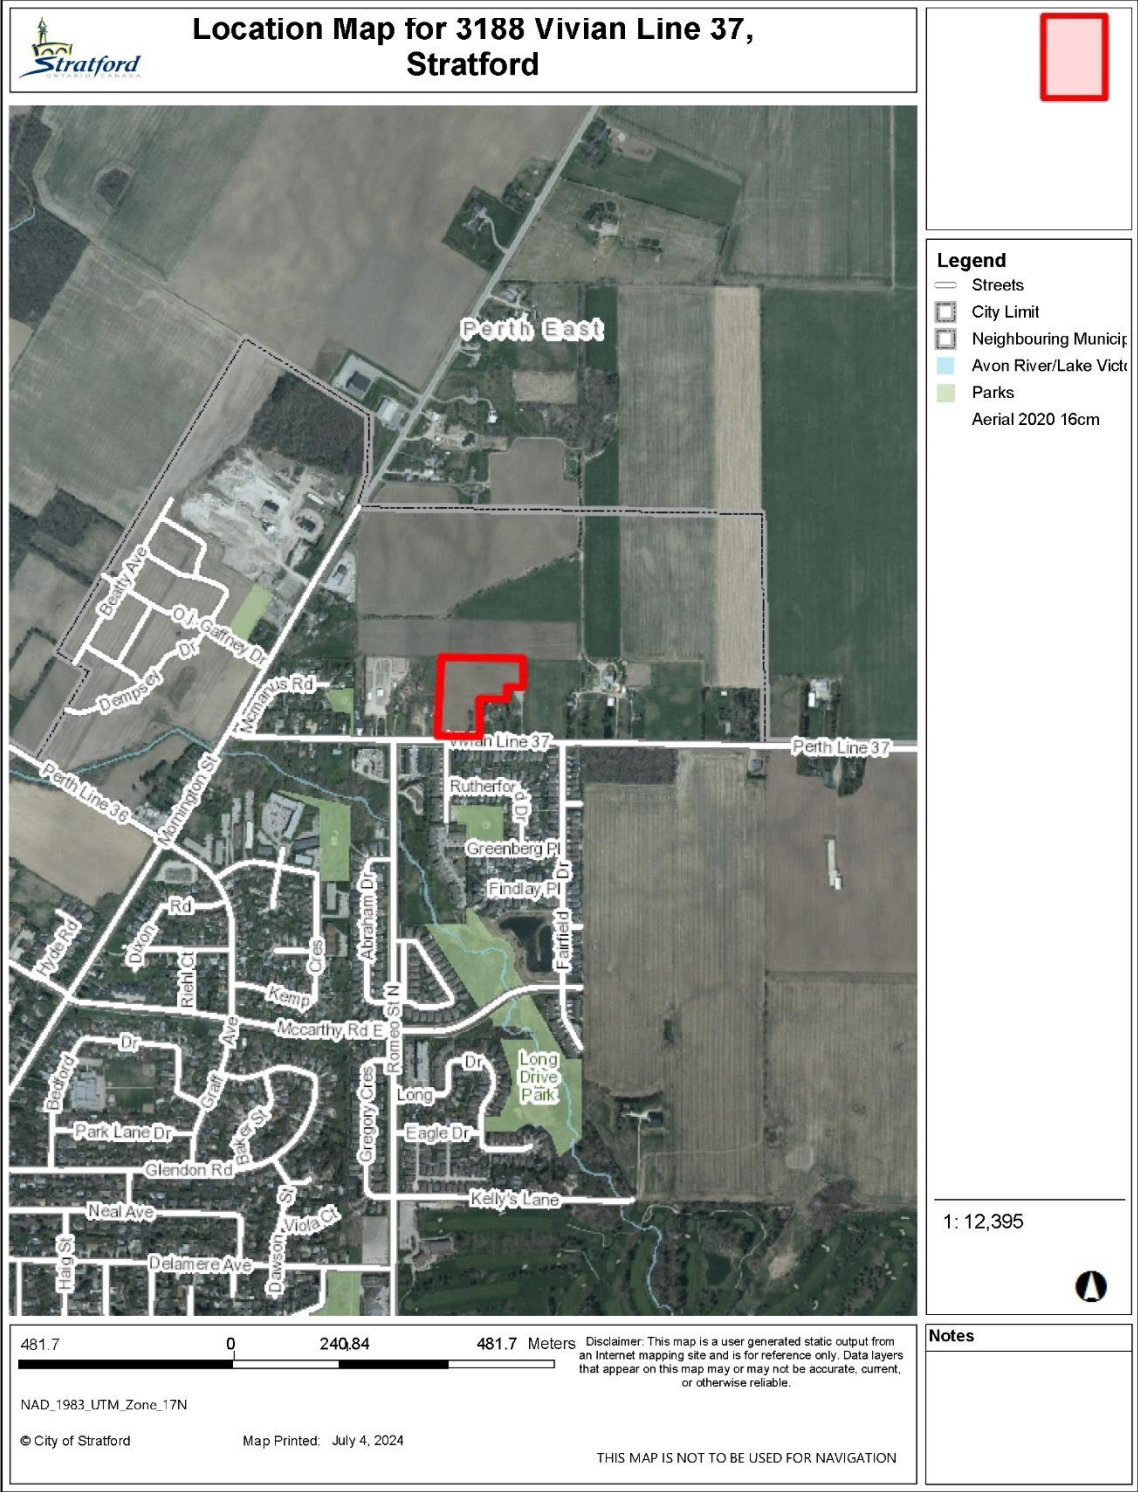 Location Map for 3188 Vivian Line 37,
Stratford
Stratford
ONTARIO CANADA
Legend
Streets
City Limit
Neighbouring Municip
Avon River/Lake Victo
Parks
Aerial 2020 16cm
Perth East
Beatty Ave
O.J. Gaffney Dr
Dempsey Dr
Mcmanus Rd
Vivian Line 37
Perth Line 37
Perth Line 36
Mornington St
Rutherford Dr
Greenberg Pl
Findlay Pl
Fairfield Dr
Abraham Dr
Hyde Rd
Dixon Rd
Riehl Ct
Kemp Cres
Mccarthy Rd E
Romeo St N
Graff Ave
Bedford Dr
Long Dr
Long
Drive
Park
Gregory Cres
Eagle Dr
Park Lane Dr
Baker St
Glendon Rd
Kelly's Lane
Neal Ave
Dawson St
Viola Ct
Haig St
Delamere Ave
1: 12,395
481.7 0 240.84 481.7 Meters
NAD_1983_UTM_Zone_17N
© City of Stratford Map Printed: July 4, 2024
Disclaimer: This map is a user generated static output from
an Internet mapping site and is for reference only. Data layers
that appear on this map may or may not be accurate, current,
or otherwise reliable.
THIS MAP IS NOT TO BE USED FOR NAVIGATION
Notes